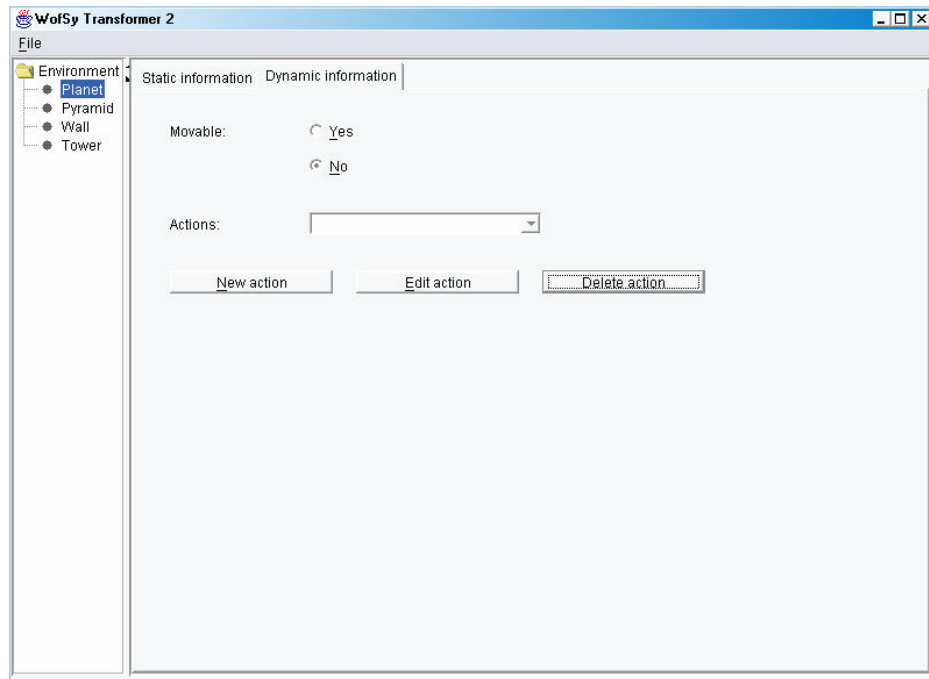 WofSy Transformer 2
File
Environment
Planet
Pyramid
Wall
Tower
Static information Dynamic information
Movable: Yes
No
Actions:
New action Edit action Delete action